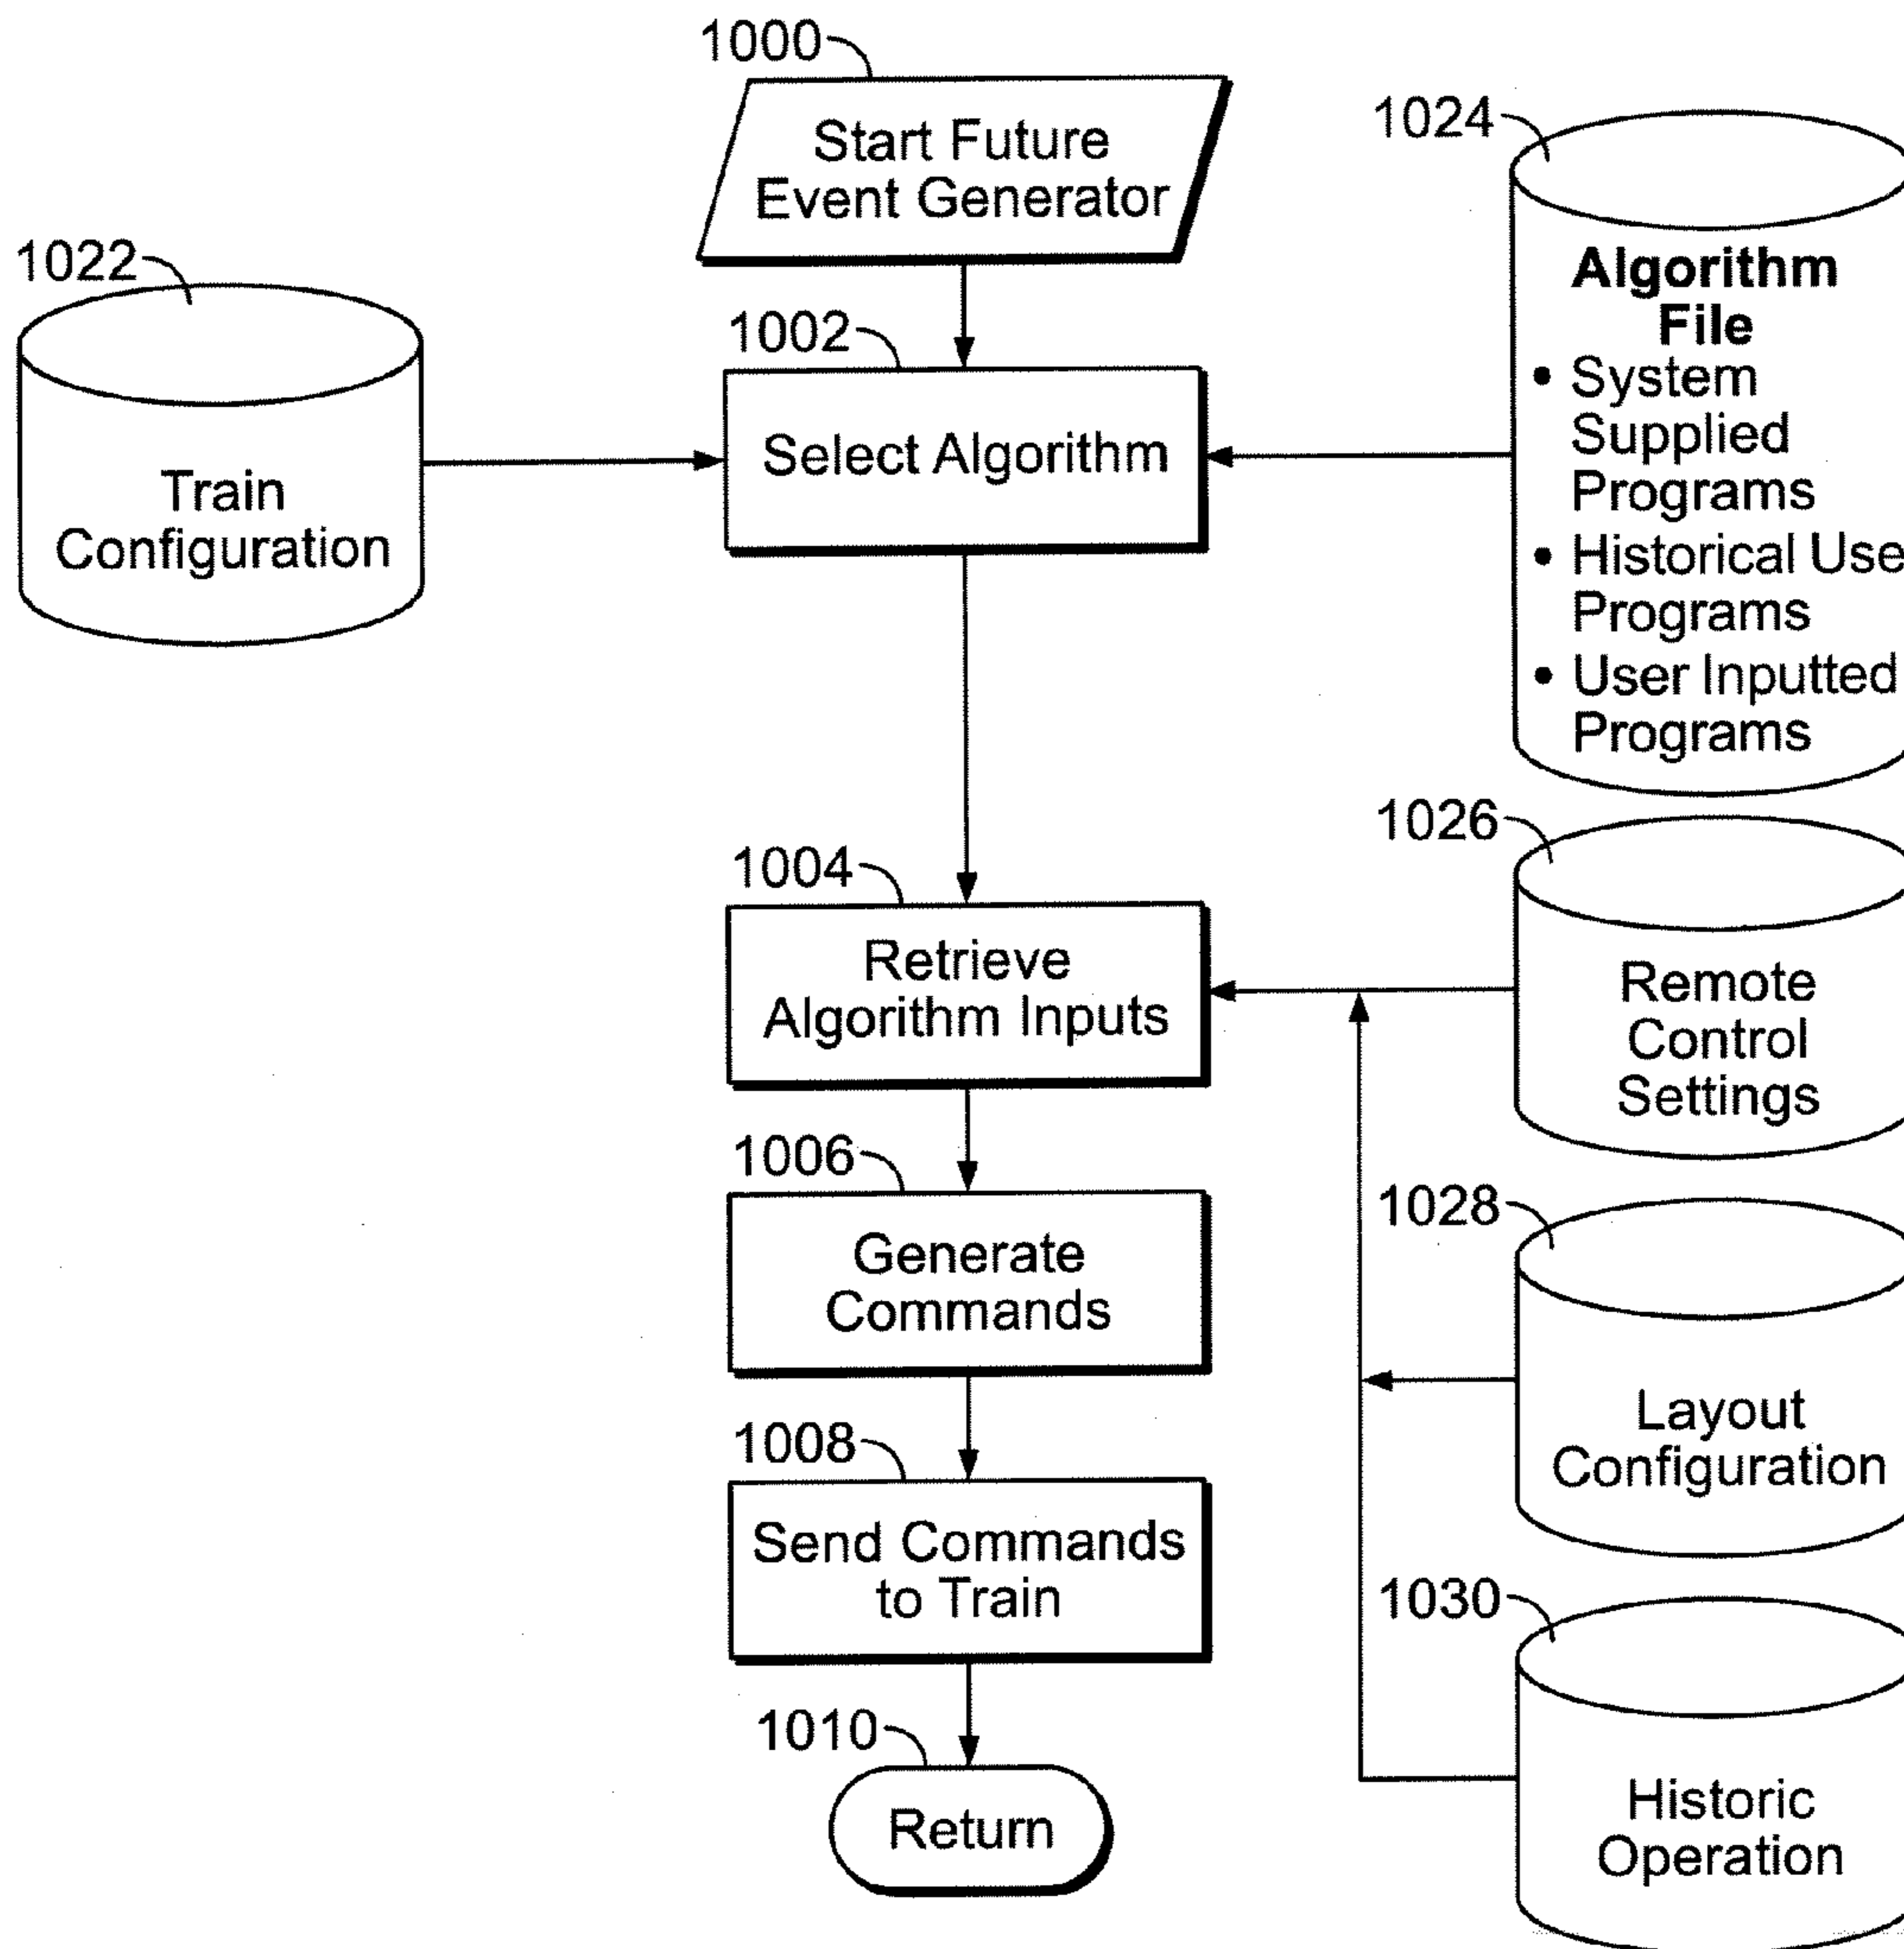 1000
Start Future
Event Generator
1022
Train
Configuration
1002
Select Algorithm
1024
Algorithm
File
• System
Supplied
Programs
• Historical Use
Programs
• User Inputted
Programs
1004
Retrieve
Algorithm Inputs
1026
Remote
Control
Settings
1006
Generate
Commands
1028
Layout
Configuration
1008
Send Commands
to Train
1030
Historic
Operation
1010
Return